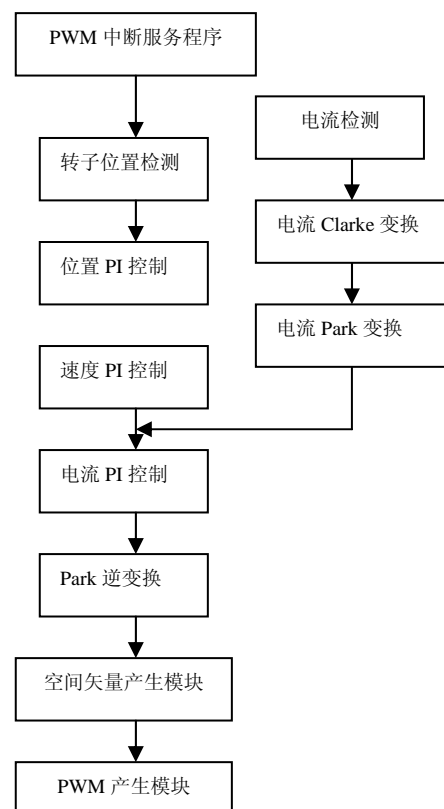 PWM 中断服务程序
电流检测
转子位置检测
电流 Clarke 变换
位置 PI 控制
电流 Park 变换
速度 PI 控制
电流 PI 控制
Park 逆变换
空间矢量产生模块
PWM 产生模块